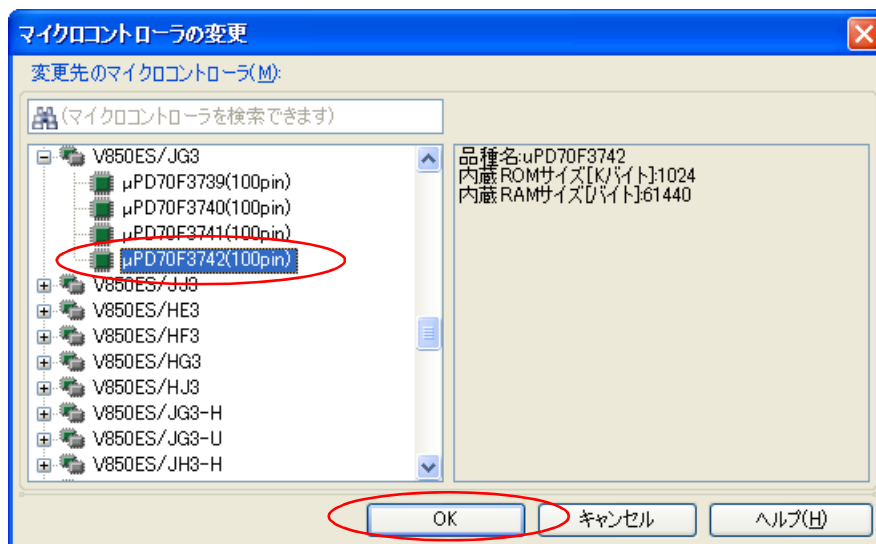 マイクロコントローラの変更
変更先のマイクロコントローラ(M):
(マイクロコントローラを検索できます)
V850ES/JG3
μPD70F3739(100pin)
μPD70F3740(100pin)
μPD70F3741(100pin)
μPD70F3742(100pin)
V850ES/JJ3
V850ES/HE3
V850ES/HF3
V850ES/HG3
V850ES/HJ3
V850ES/JG3-H
V850ES/JG3-U
V850ES/JH3-H
品種名:uPD70F3742
内蔵ROMサイズ[Kバイト]:1024
内蔵RAMサイズ[バイト]:61440
OK
キャンセル
ヘルプ(H)